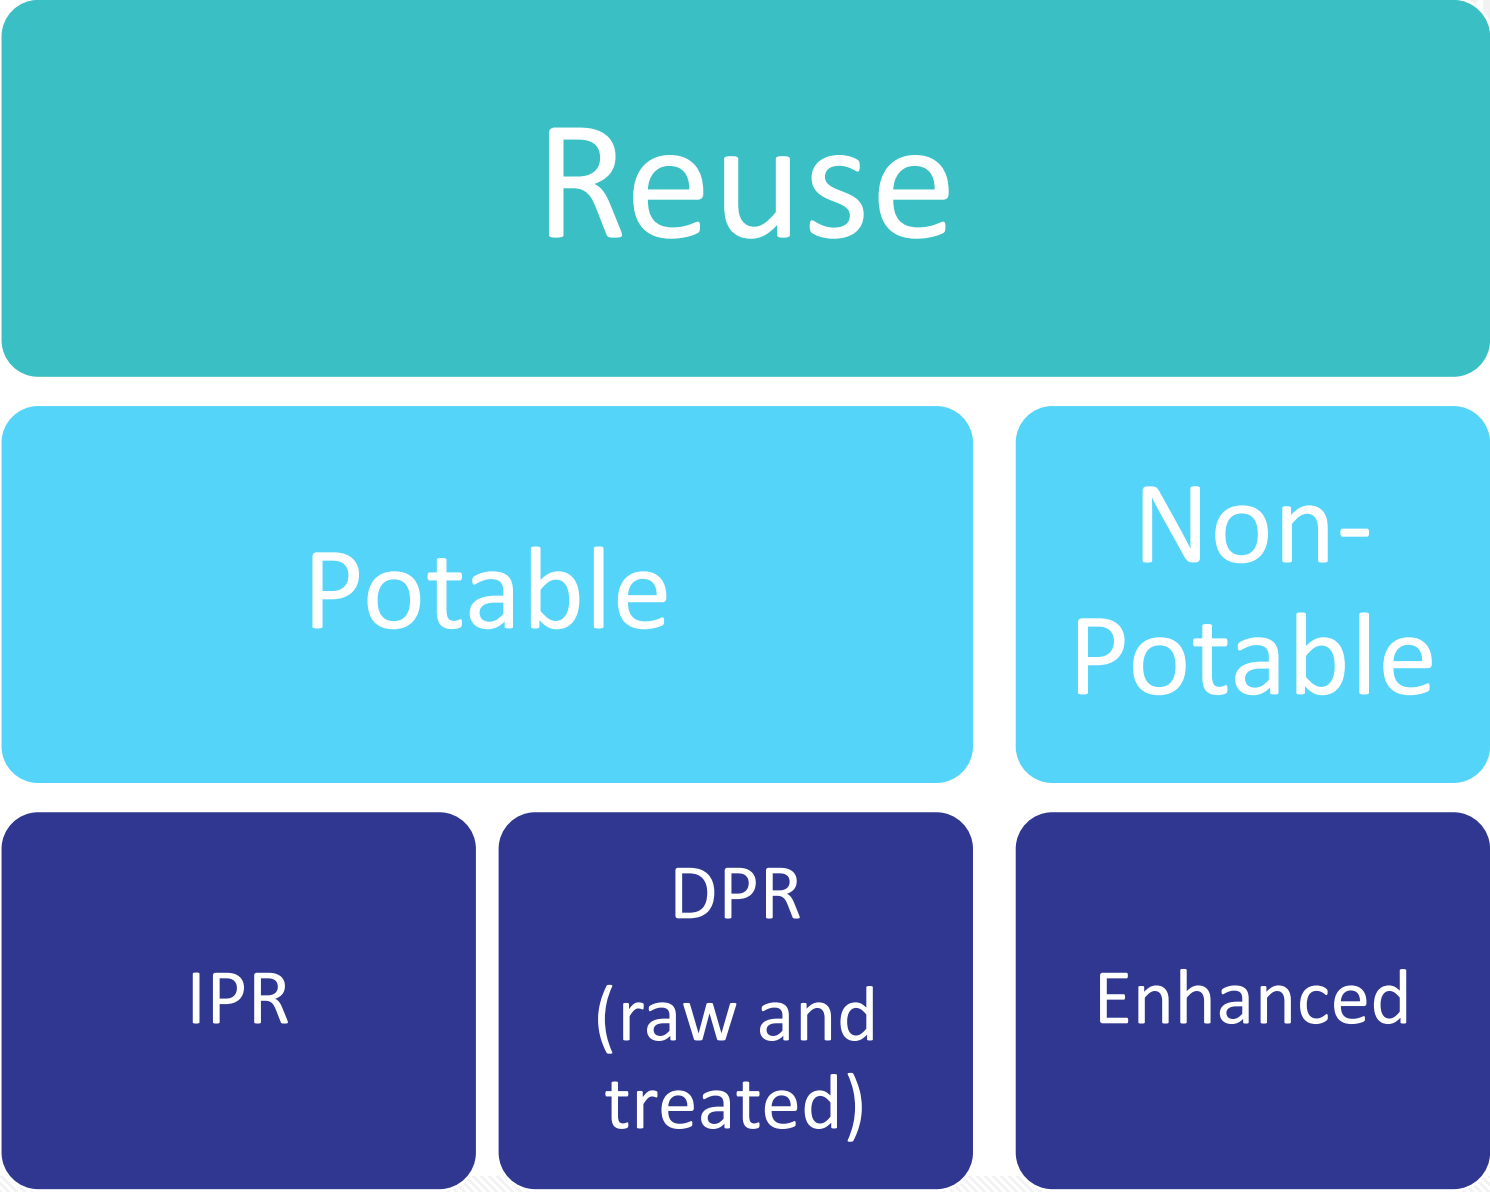 Reuse
Potable
Non-
Potable
IPR
DPR
(raw and
treated)
Enhanced